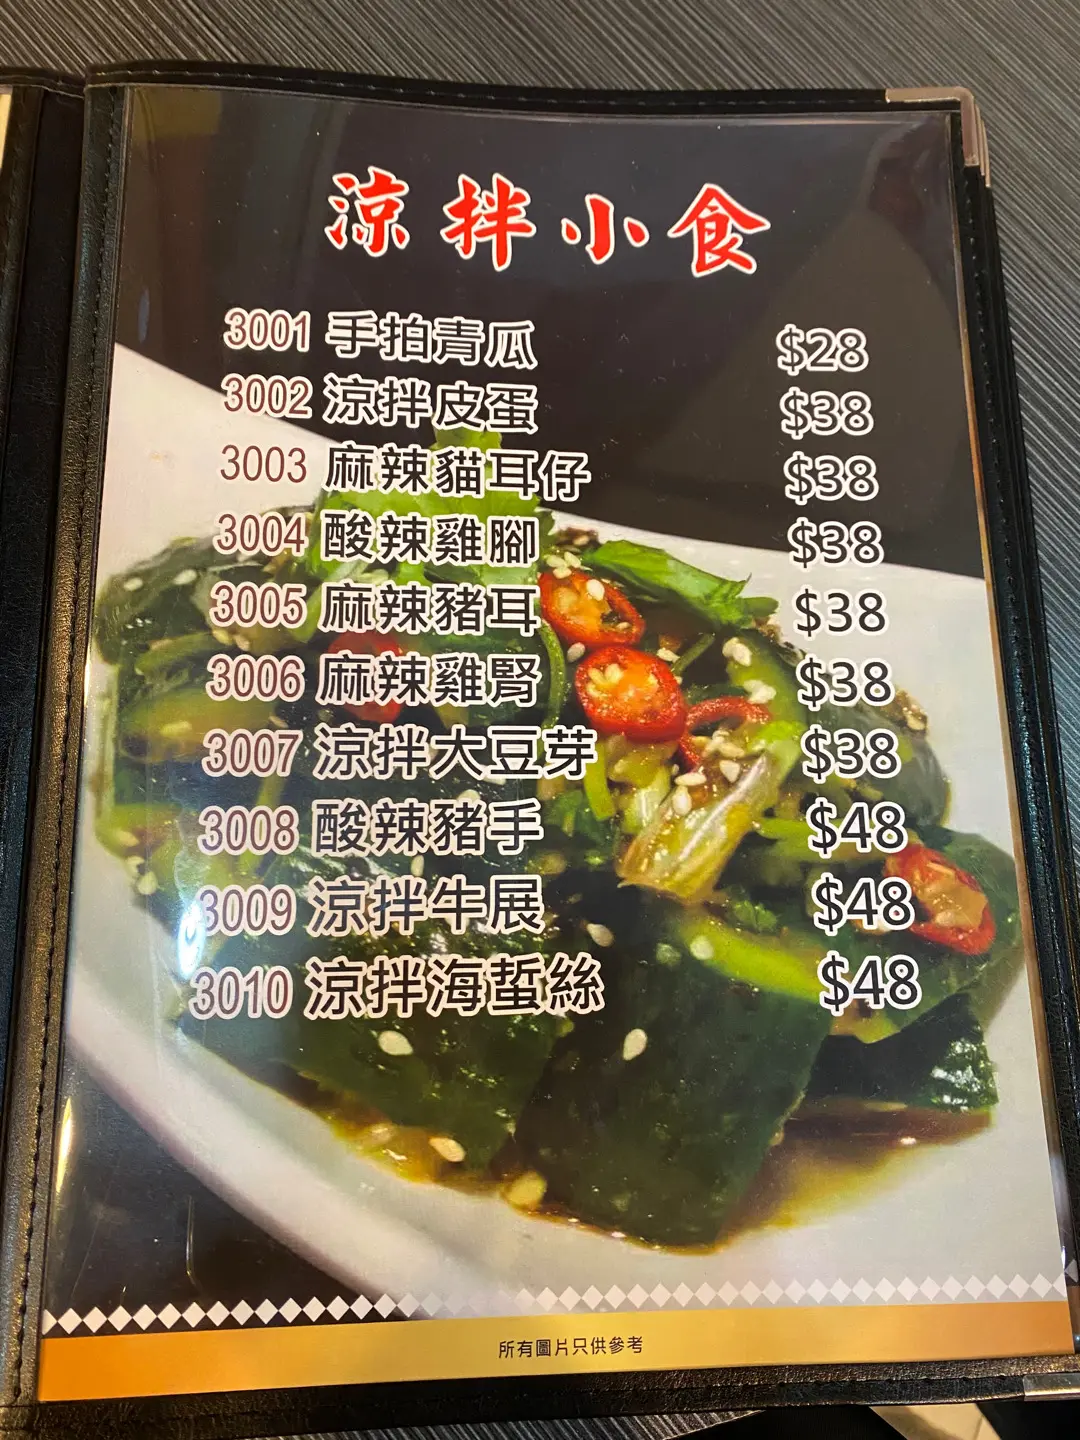 涼拌小食
3001 手拍青瓜 $28
3002 涼拌皮蛋 $38
3003 麻辣貓耳仔 $38
3004 酸辣雞腳 $38
3005 麻辣豬耳 $38
3006 麻辣雞腎 $38
3007 涼拌大豆芽 $38
3008 酸辣豬手 $48
3009 涼拌牛展 $48
3010 涼拌海蜇絲 $48
所有圖片只供參考